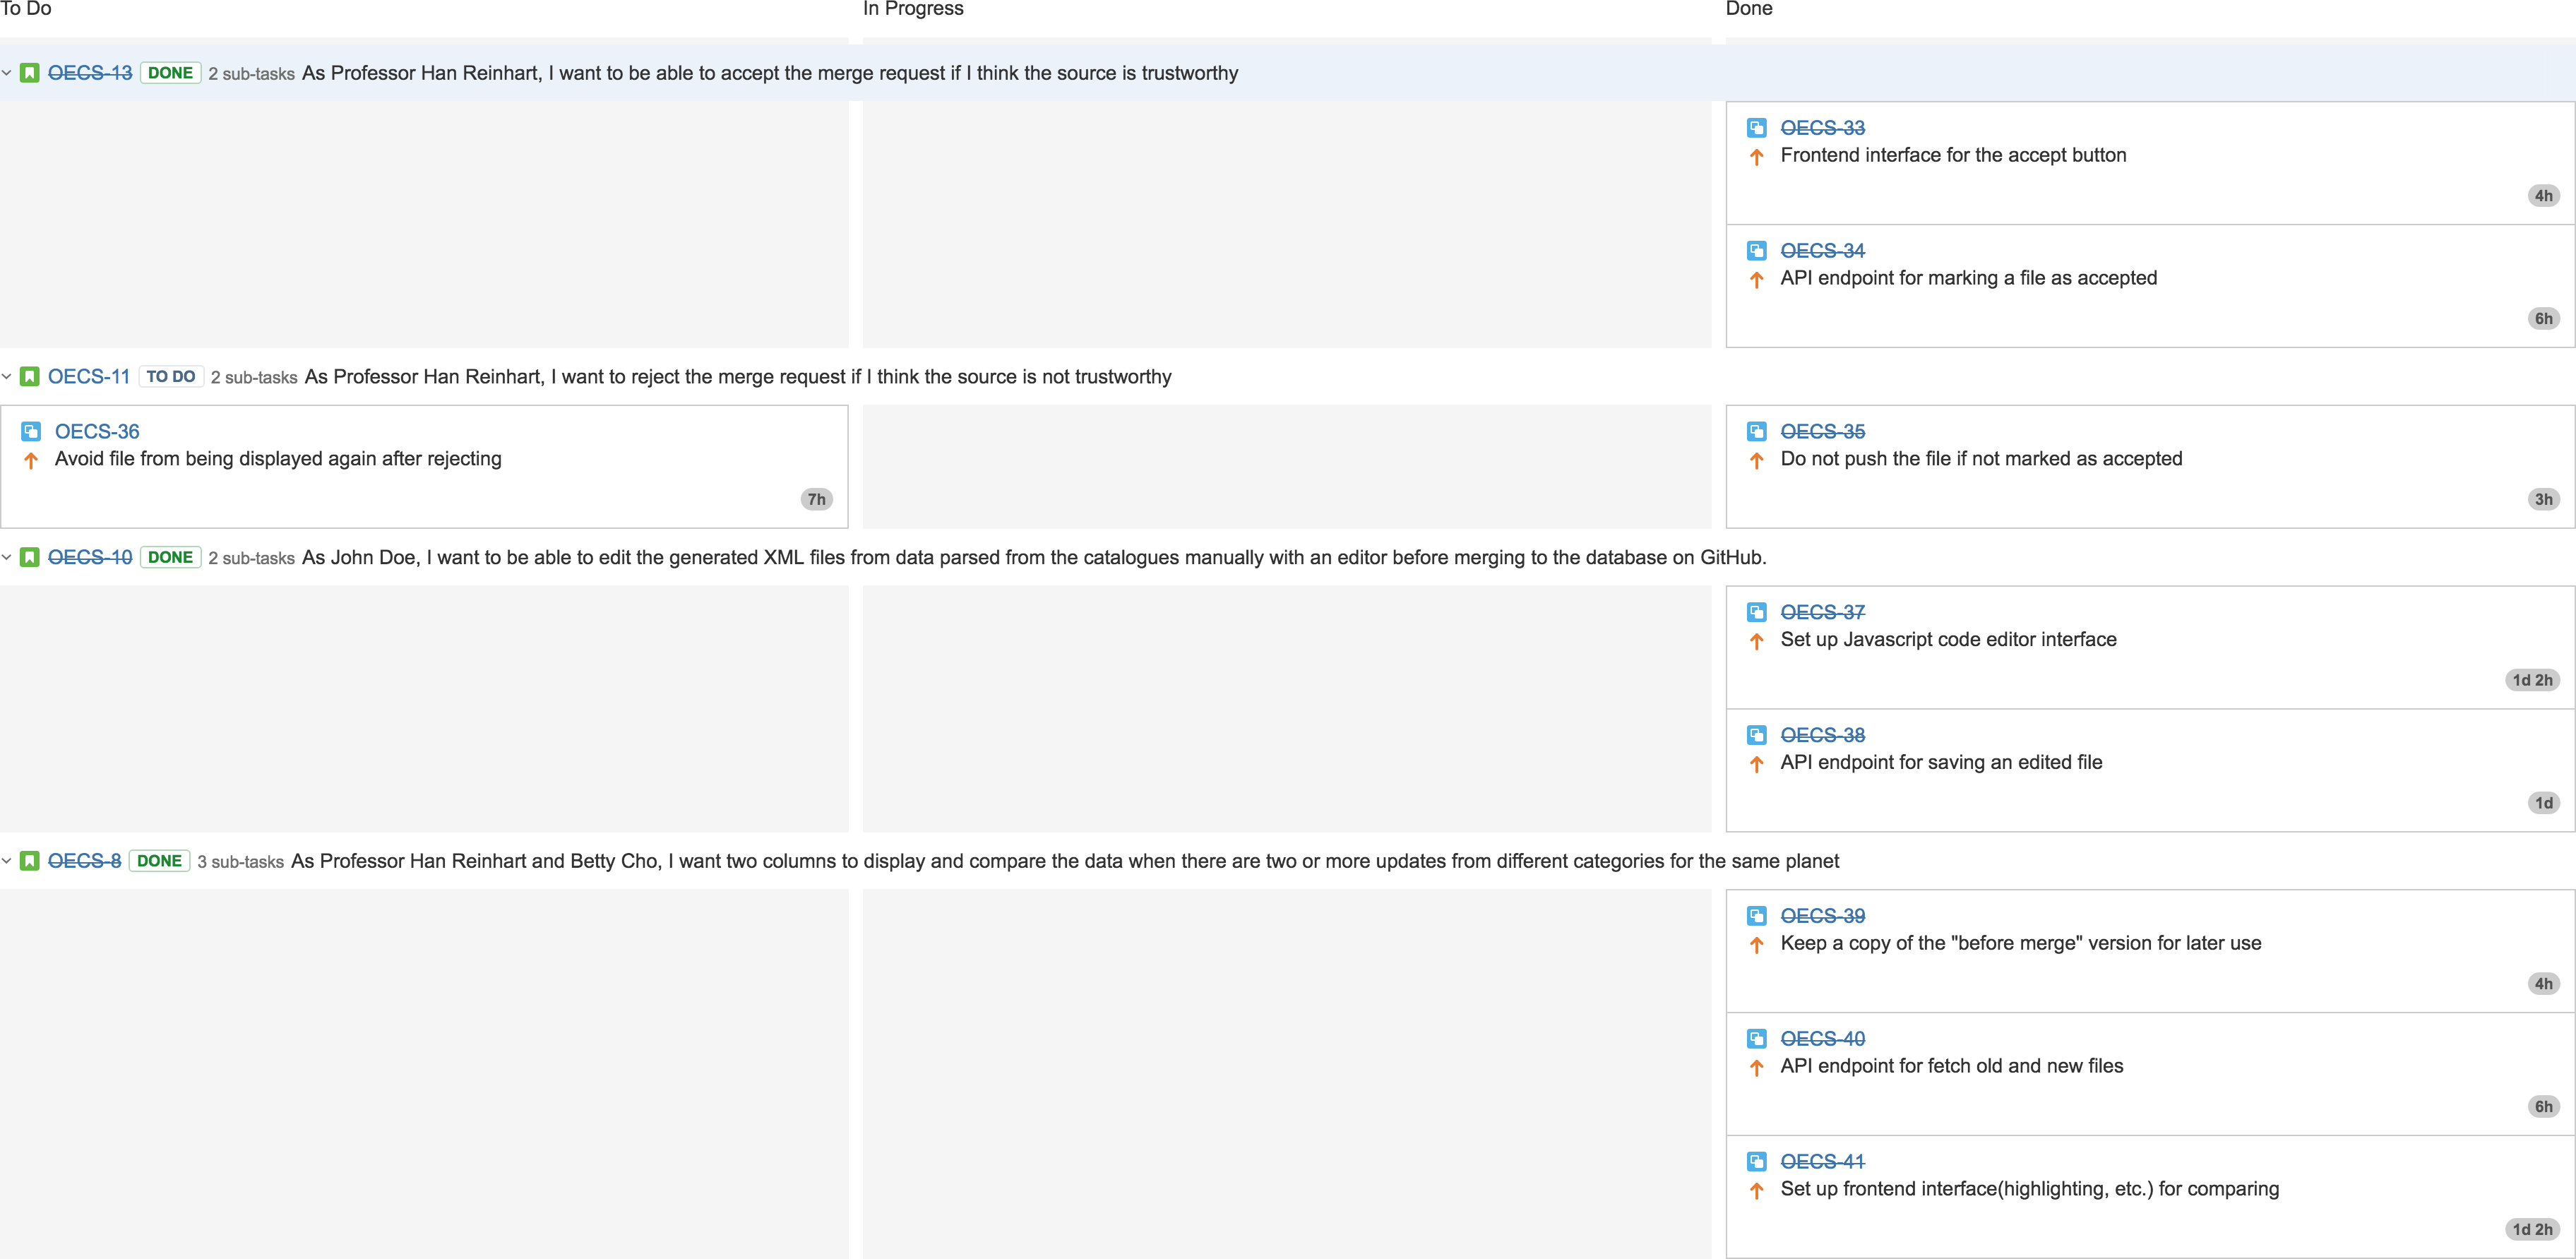 To Do In Progress Done
OECS-13 DONE 2 sub-tasks As Professor Han Reinhart, I want to be able to accept the merge request if I think the source is trustworthy
OECS-33
Frontend interface for the accept button
4h
OECS-34
API endpoint for marking a file as accepted
6h
OECS-11 TO DO 2 sub-tasks As Professor Han Reinhart, I want to reject the merge request if I think the source is not trustworthy
OECS-36
Avoid file from being displayed again after rejecting
7h
OECS-35
Do not push the file if not marked as accepted
3h
OECS-10 DONE 2 sub-tasks As John Doe, I want to be able to edit the generated XML files from data parsed from the catalogues manually with an editor before merging to the database on GitHub.
OECS-37
Set up Javascript code editor interface
1d 2h
OECS-38
API endpoint for saving an edited file
1d
OECS-8 DONE 3 sub-tasks As Professor Han Reinhart and Betty Cho, I want two columns to display and compare the data when there are two or more updates from different categories for the same planet
OECS-39
Keep a copy of the "before merge" version for later use
4h
OECS-40
API endpoint for fetch old and new files
6h
OECS-41
Set up frontend interface(highlighting, etc.) for comparing
1d 2h